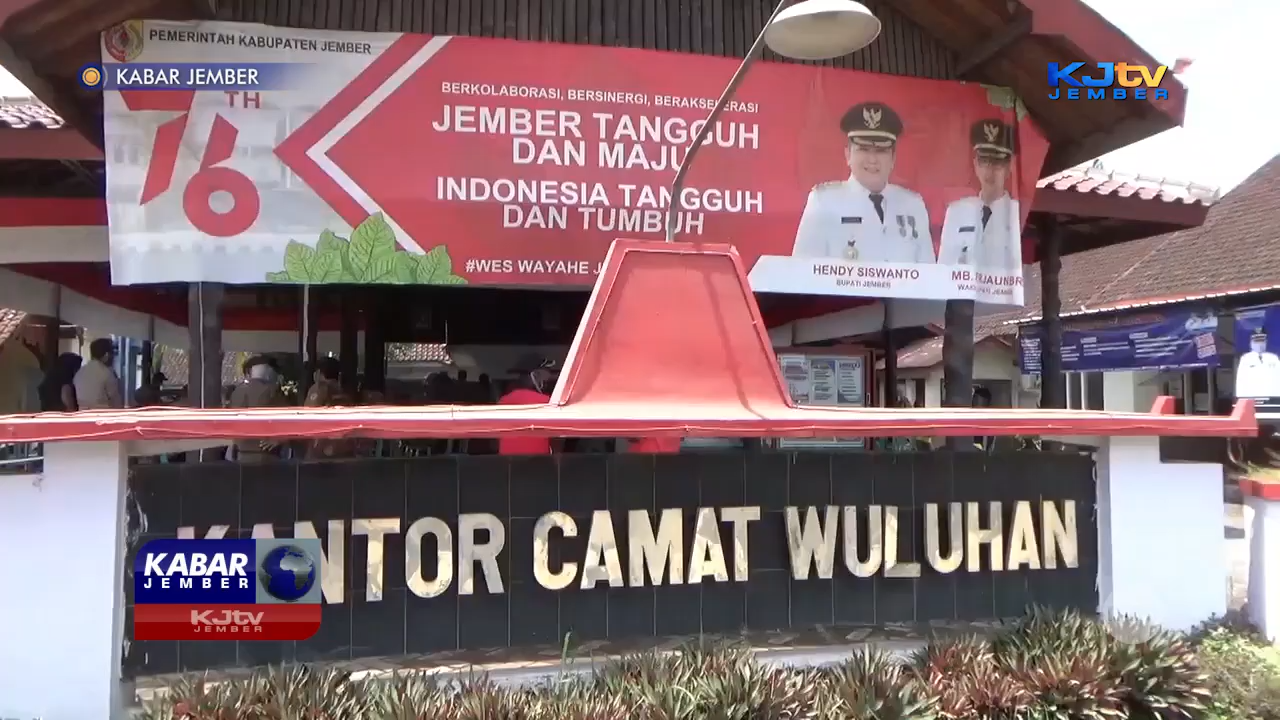 PEMERINTAH KABUPATEN JEMBER
KABAR JEMBER
KJtv
JEMBER
76
TH
BERKOLABORASI, BERSINERGI, BERAKSELERASI
JEMBER TANGGUH
DAN MAJU
INDONESIA TANGGUH
DAN TUMBUH
#WES WAYAHE
HENDY SISWANTO
BUPATI JEMBER
KANTOR CAMAT WULUHAN
KABAR
JEMBER
KJtv
JEMBER